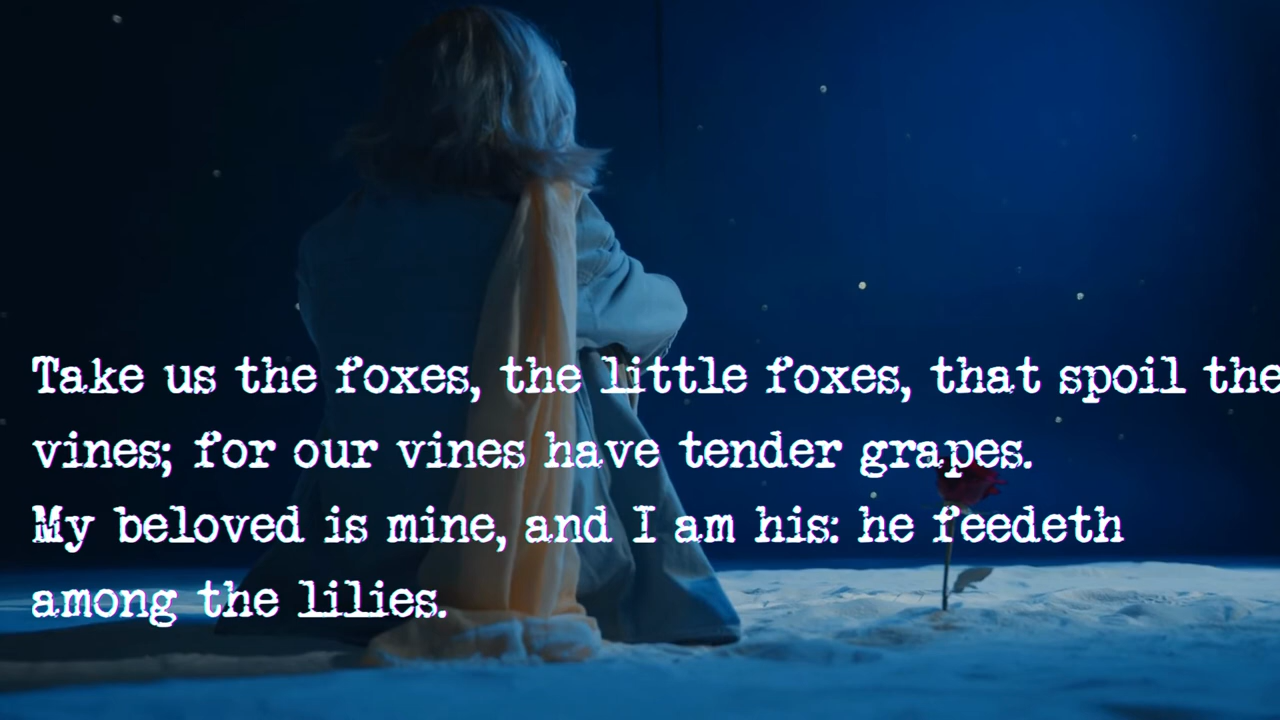 Take us the foxes, the little foxes, that spoil the
vines; for our vines have tender grapes.
My beloved is mine, and I am his: he feedeth
among the lilies.